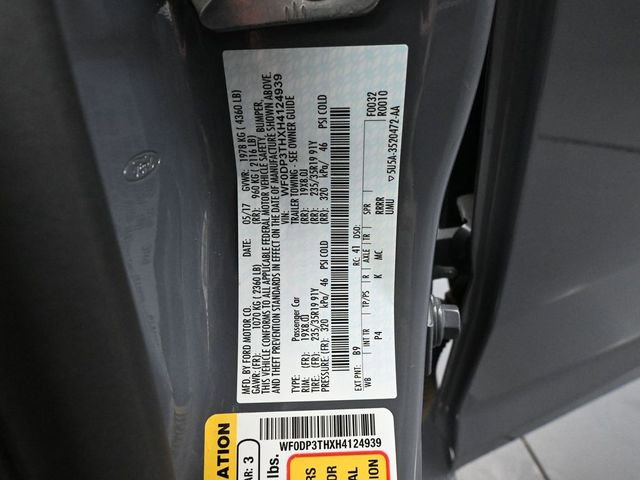 MFD. BY FORD MOTOR CO.
DATE: 05/17 GVWR: 1978 KG ( 4360 LB)
GAWR: (FR): 1070 KG ( 2360 LB) (RR): 960 KG ( 2116 LB)
THIS VEHICLE CONFORMS TO ALL APPLICABLE FEDERAL MOTOR VEHICLE SAFETY, BUMPER,
AND THEFT PREVENTION STANDARDS IN EFFECT ON THE DATE OF MANUFACTURE SHOWN ABOVE.
VIN: WF0DP3THXH4124939
TYPE: Passenger Car TRAILER TOWING - SEE OWNER GUIDE
RIM: (FR): 19X8.0J (RR): 19X8.0J
TIRE: (FR): 235/35R19 91Y (RR): 235/35R19 91Y
PRESSURE: (FR): 320 kPa/ 46 PSI COLD (RR): 320 kPa/ 46 PSI COLD
EXT PNT: B9 RC: 41 DSO: F0032
R0010
WB INT TR TP/PS R AXLE TR SPR
P4 K MC RRRR
UMU
▽5U5A-3520472-AA
Ford
WF0DP3THXH4124939
AR: 3
lbs.